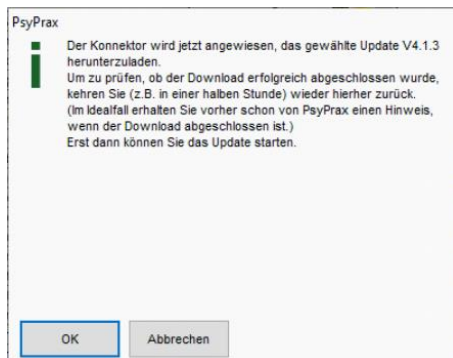 PsyPrax
Der Konnektor wird jetzt angewiesen, das gewählte Update V4.1.3
herunterzuladen.
Um zu prüfen, ob der Download erfolgreich abgeschlossen wurde,
kehren Sie (z.B. in einer halben Stunde) wieder hierher zurück.
(Im Idealfall erhalten Sie vorher schon von PsyPrax einen Hinweis,
wenn der Download abgeschlossen ist.)
Erst dann können Sie das Update starten.
OK
Abbrechen